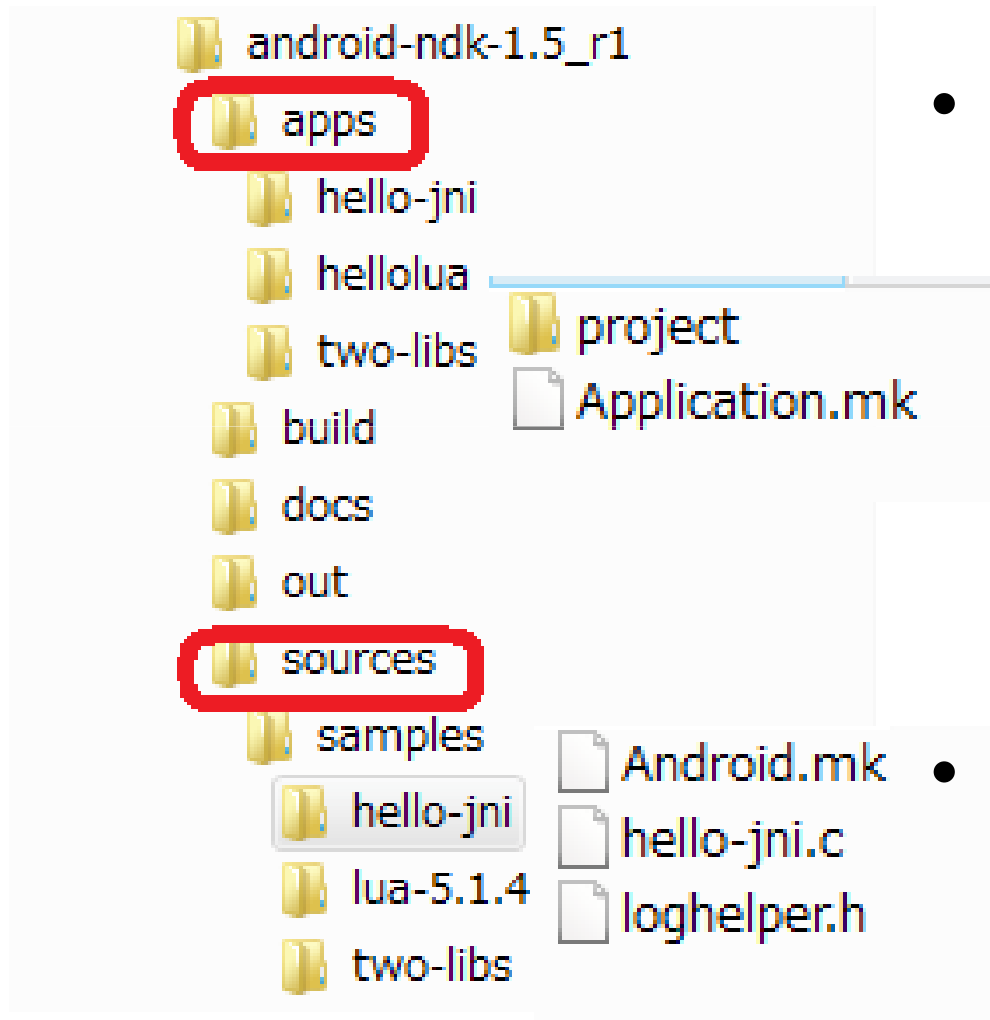 android-ndk-1.5_r1
apps
hello-jni
hellolua
two-libs
project
Application.mk
build
docs
out
sources
samples
hello-jni
lua-5.1.4
two-libs
Android.mk
hello-jni.c
loghelper.h